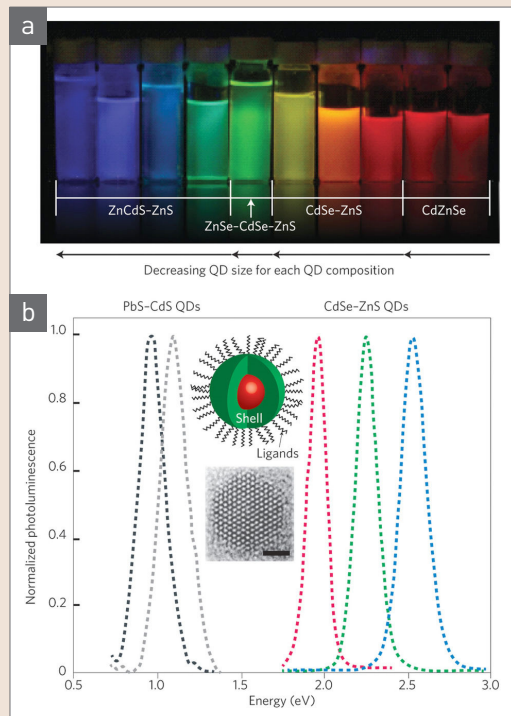 a
ZnCdS–ZnS
ZnSe–CdSe–ZnS
CdSe–ZnS
CdZnSe
Decreasing QD size for each QD composition
b
PbS–CdS QDs
CdSe–ZnS QDs
1.0
0.8
0.6
0.4
0.2
0
Normalized photoluminescence
Shell
Ligands
0.5
1.0
1.5
2.0
2.5
3.0
Energy (eV)